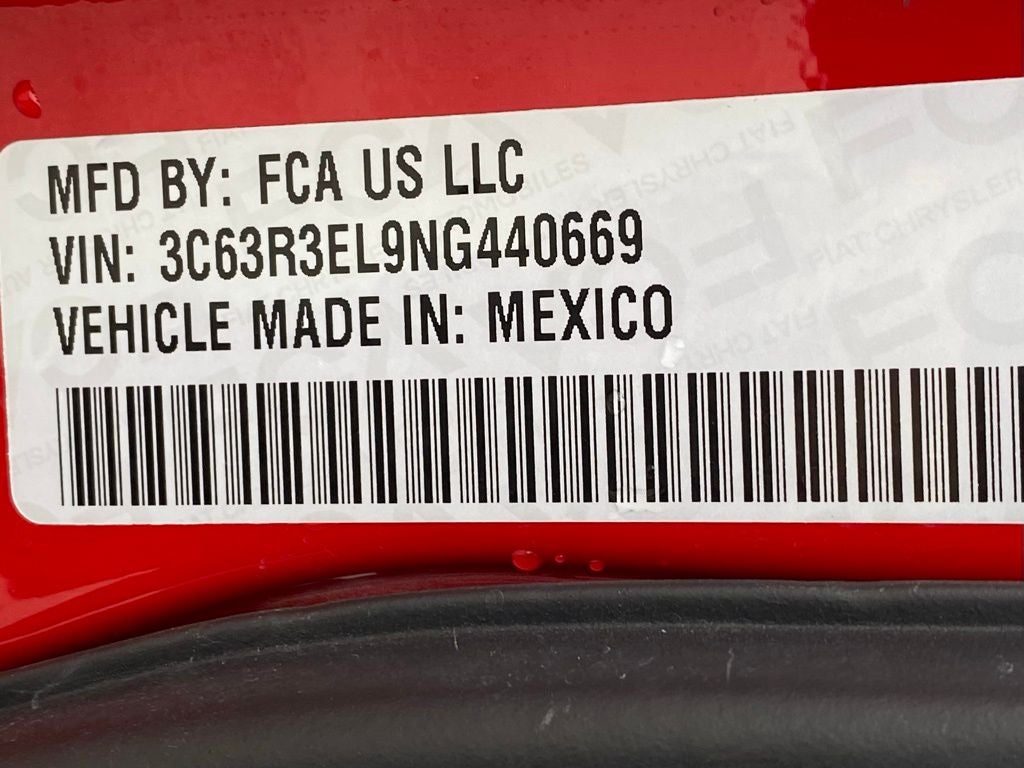 MFD BY: FCA US LLC
VIN: 3C63R3EL9NG440669
VEHICLE MADE IN: MEXICO